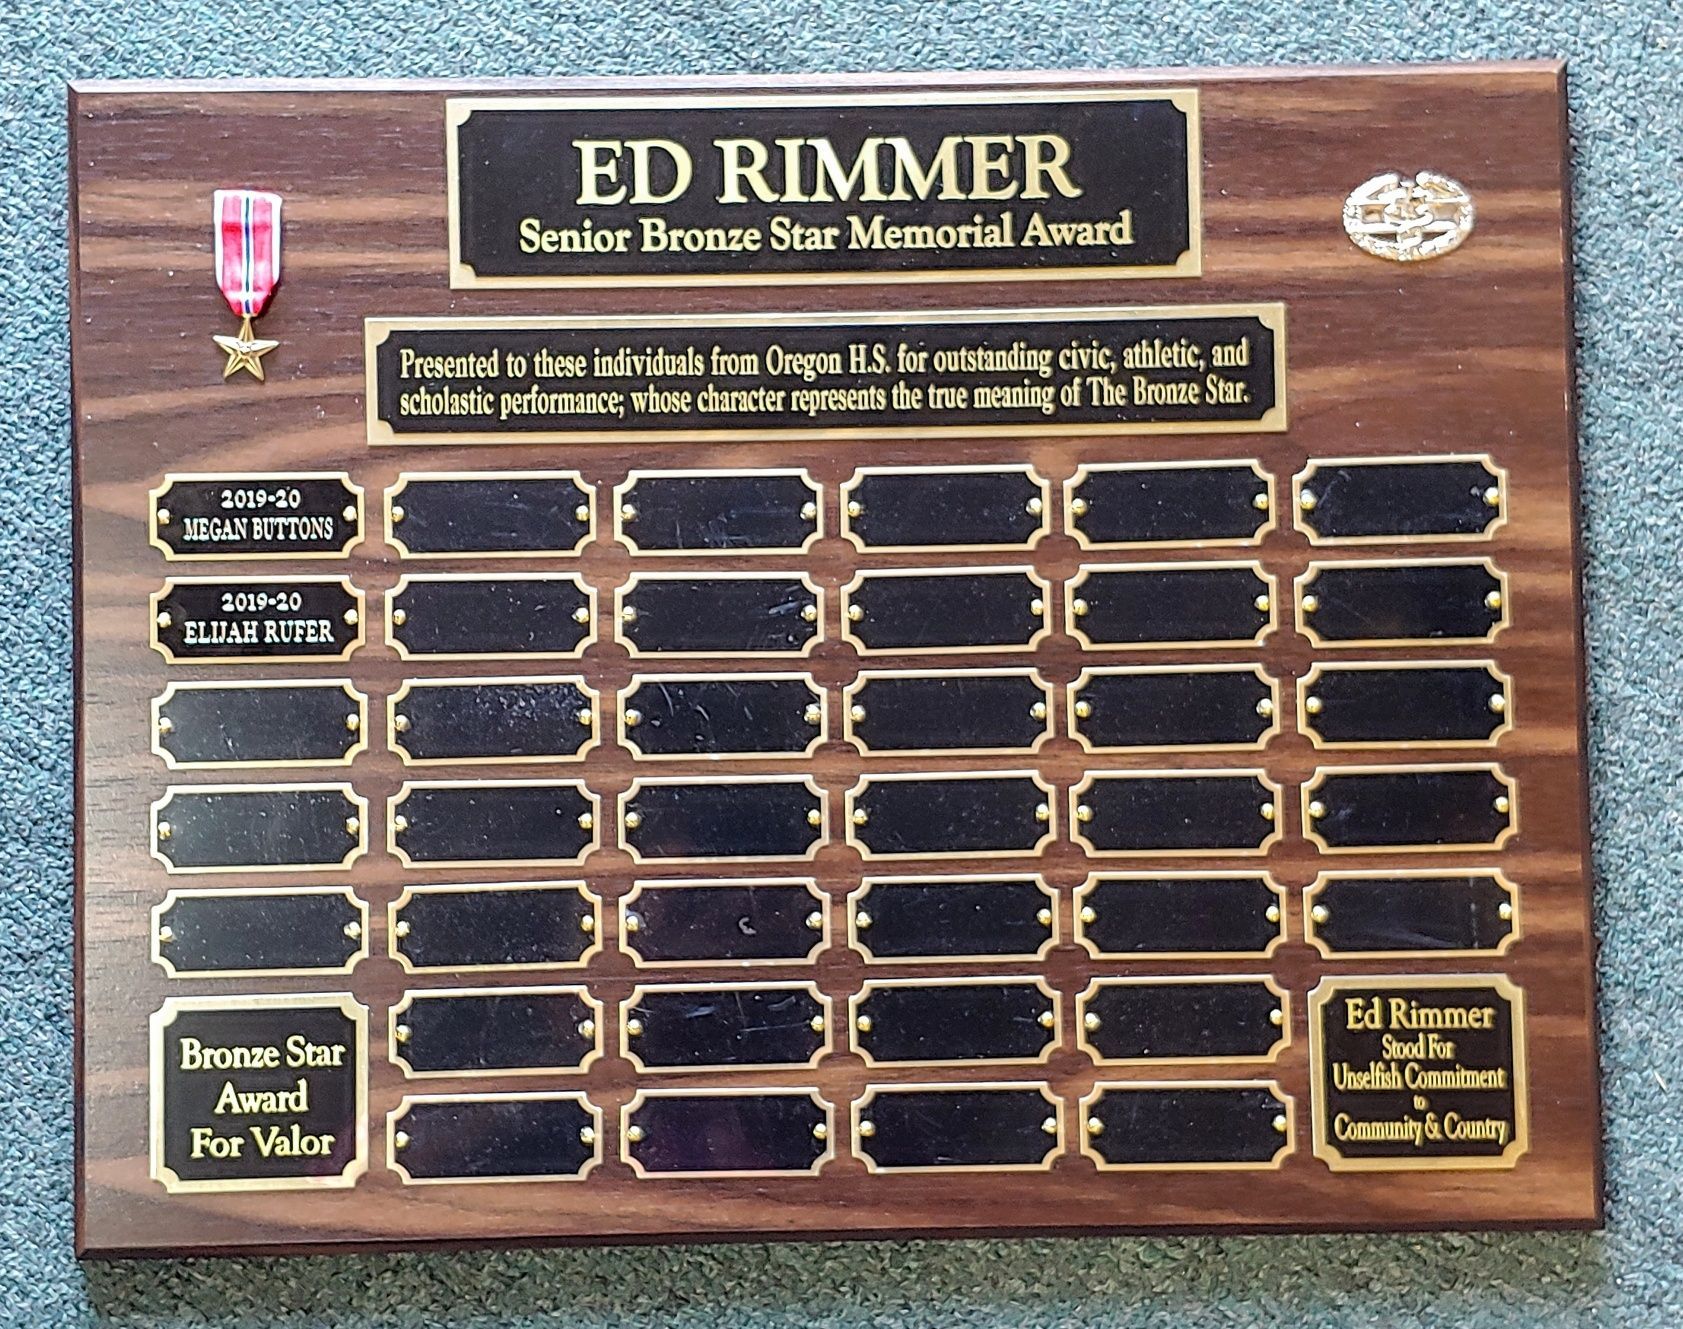 ED RIMMER
Senior Bronze Star Memorial Award
Presented to these individuals from Oregon H.S. for outstanding civic, athletic, and
scholastic performance; whose character represents the true meaning of The Bronze Star.
2019-20
MEGAN BUTTONS
2019-20
ELIJAH RUFER
Bronze Star
Award
For Valor
Ed Rimmer
Stood For
Unselfish Commitment
to
Community & Country